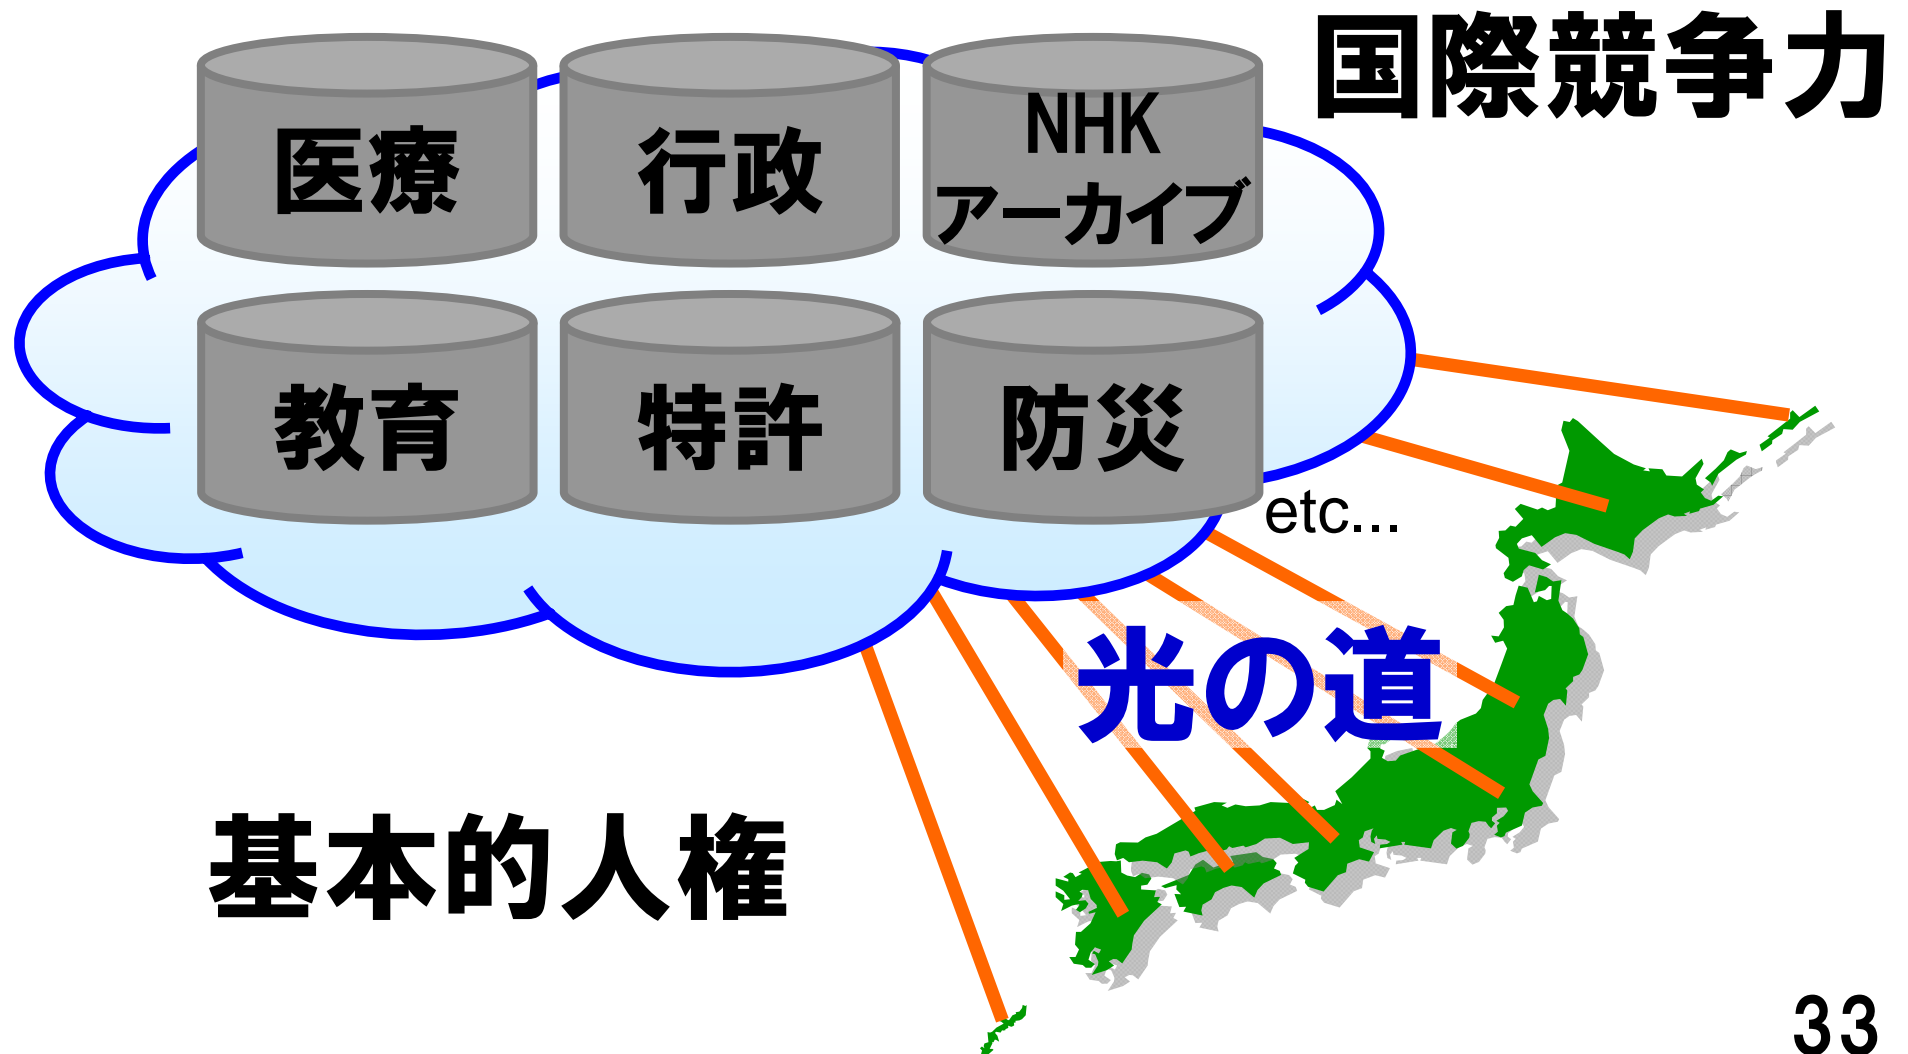 国際競争力
医療
行政
NHK
アーカイブ
教育
特許
防災
etc...
光の道
基本的人権
33